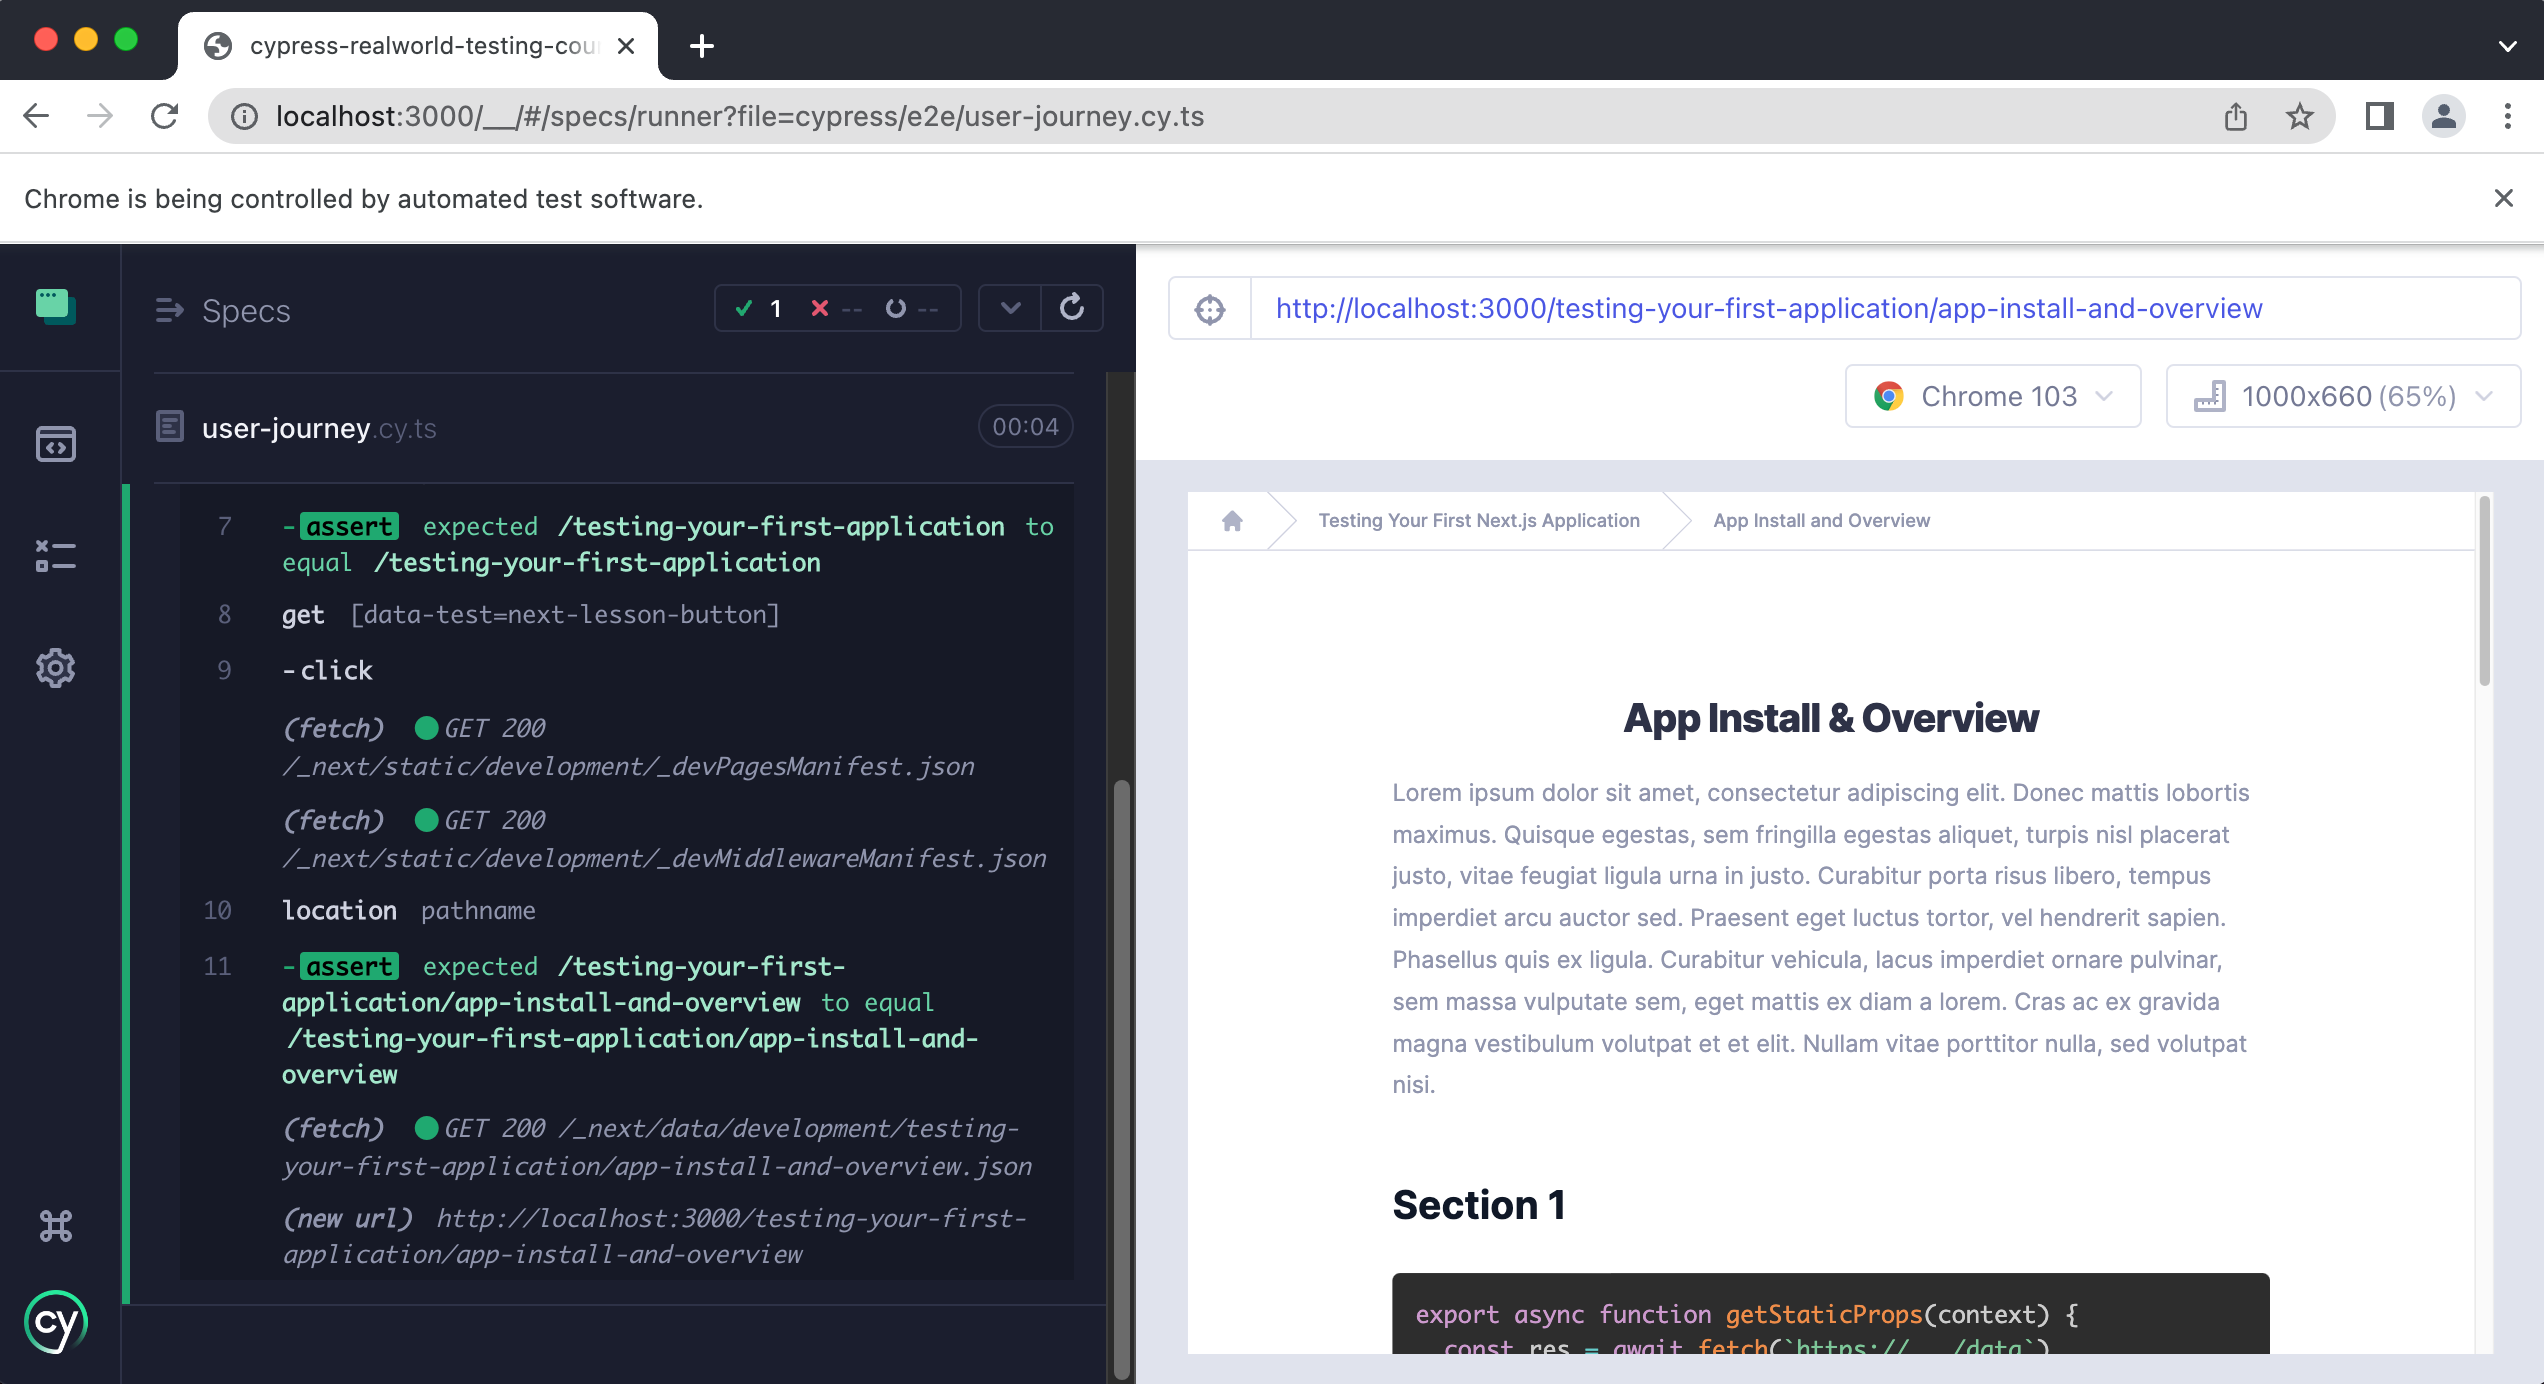 cypress-realworld-testing-cou
localhost:3000/__/#/specs/runner?file=cypress/e2e/user-journey.cy.ts
Chrome is being controlled by automated test software.
Specs
1 -- --
user-journey.cy.ts 00:04
7 -assert expected /testing-your-first-application to
equal /testing-your-first-application
8 get [data-test=next-lesson-button]
9 -click
(fetch) GET 200
/_next/static/development/_devPagesManifest.json
(fetch) GET 200
/_next/static/development/_devMiddlewareManifest.json
10 location pathname
11 -assert expected /testing-your-first-
application/app-install-and-overview to equal
/testing-your-first-application/app-install-and-
overview
(fetch) GET 200 /_next/data/development/testing-
your-first-application/app-install-and-overview.json
(new url) http://localhost:3000/testing-your-first-
application/app-install-and-overview
cy
http://localhost:3000/testing-your-first-application/app-install-and-overview
Chrome 103
1000x660 (65%)
Testing Your First Next.js Application
App Install and Overview
App Install & Overview
Lorem ipsum dolor sit amet, consectetur adipiscing elit. Donec mattis lobortis
maximus. Quisque egestas, sem fringilla egestas aliquet, turpis nisl placerat
justo, vitae feugiat ligula urna in justo. Curabitur porta risus libero, tempus
imperdiet arcu auctor sed. Praesent eget luctus tortor, vel hendrerit sapien.
Phasellus quis ex ligula. Curabitur vehicula, lacus imperdiet ornare pulvinar,
sem massa vulputate sem, eget mattis ex diam a lorem. Cras ac ex gravida
magna vestibulum volutpat et et elit. Nullam vitae porttitor nulla, sed volutpat
nisi.
Section 1
export async function getStaticProps(context) {
const res = await fetch(`https://.../data`)